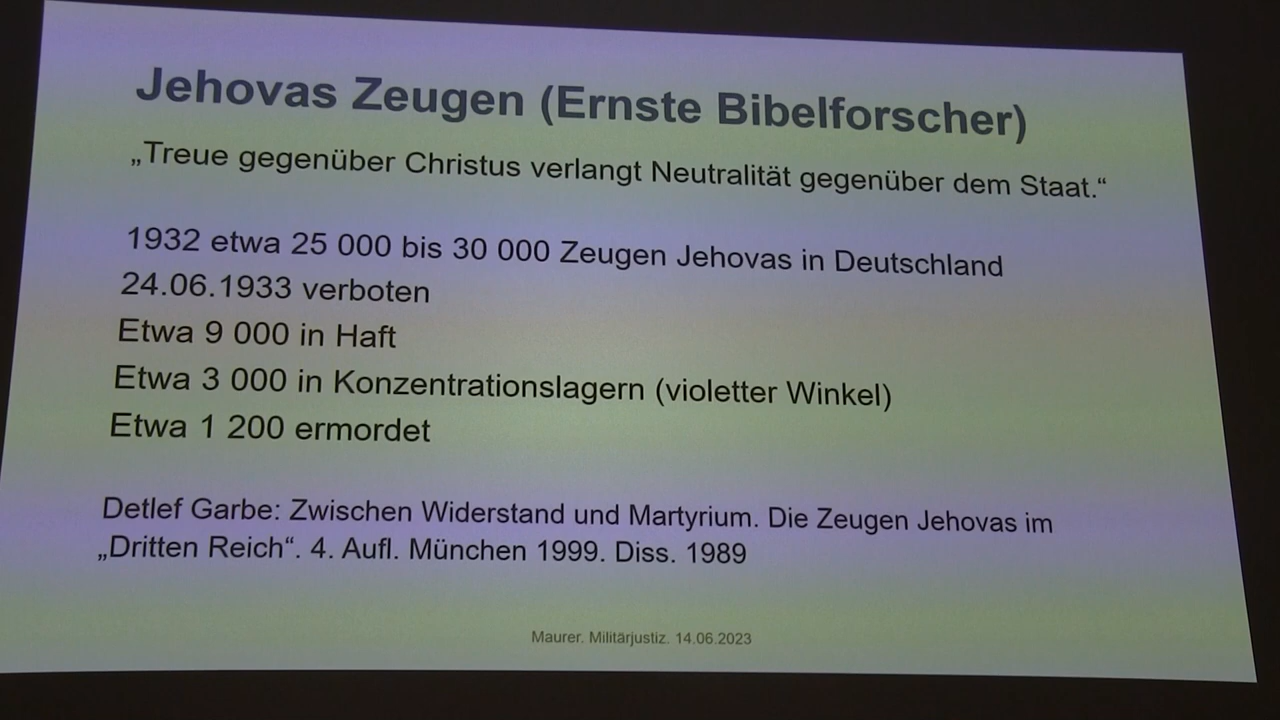 Jehovas Zeugen (Ernste Bibelforscher)
„Treue gegenüber Christus verlangt Neutralität gegenüber dem Staat.“
1932 etwa 25 000 bis 30 000 Zeugen Jehovas in Deutschland
24.06.1933 verboten
Etwa 9 000 in Haft
Etwa 3 000 in Konzentrationslagern (violetter Winkel)
Etwa 1 200 ermordet
Detlef Garbe: Zwischen Widerstand und Martyrium. Die Zeugen Jehovas im
„Dritten Reich“. 4. Aufl. München 1999. Diss. 1989
Maurer. Militärjustiz. 14.06.2023